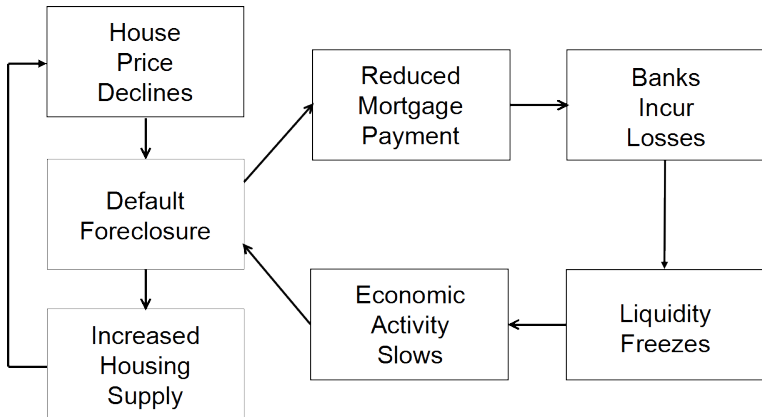 House
Price
Declines
Default
Foreclosure
Increased
Housing
Supply
Reduced
Mortgage
Payment
Banks
Incur
Losses
Liquidity
Freezes
Economic
Activity
Slows